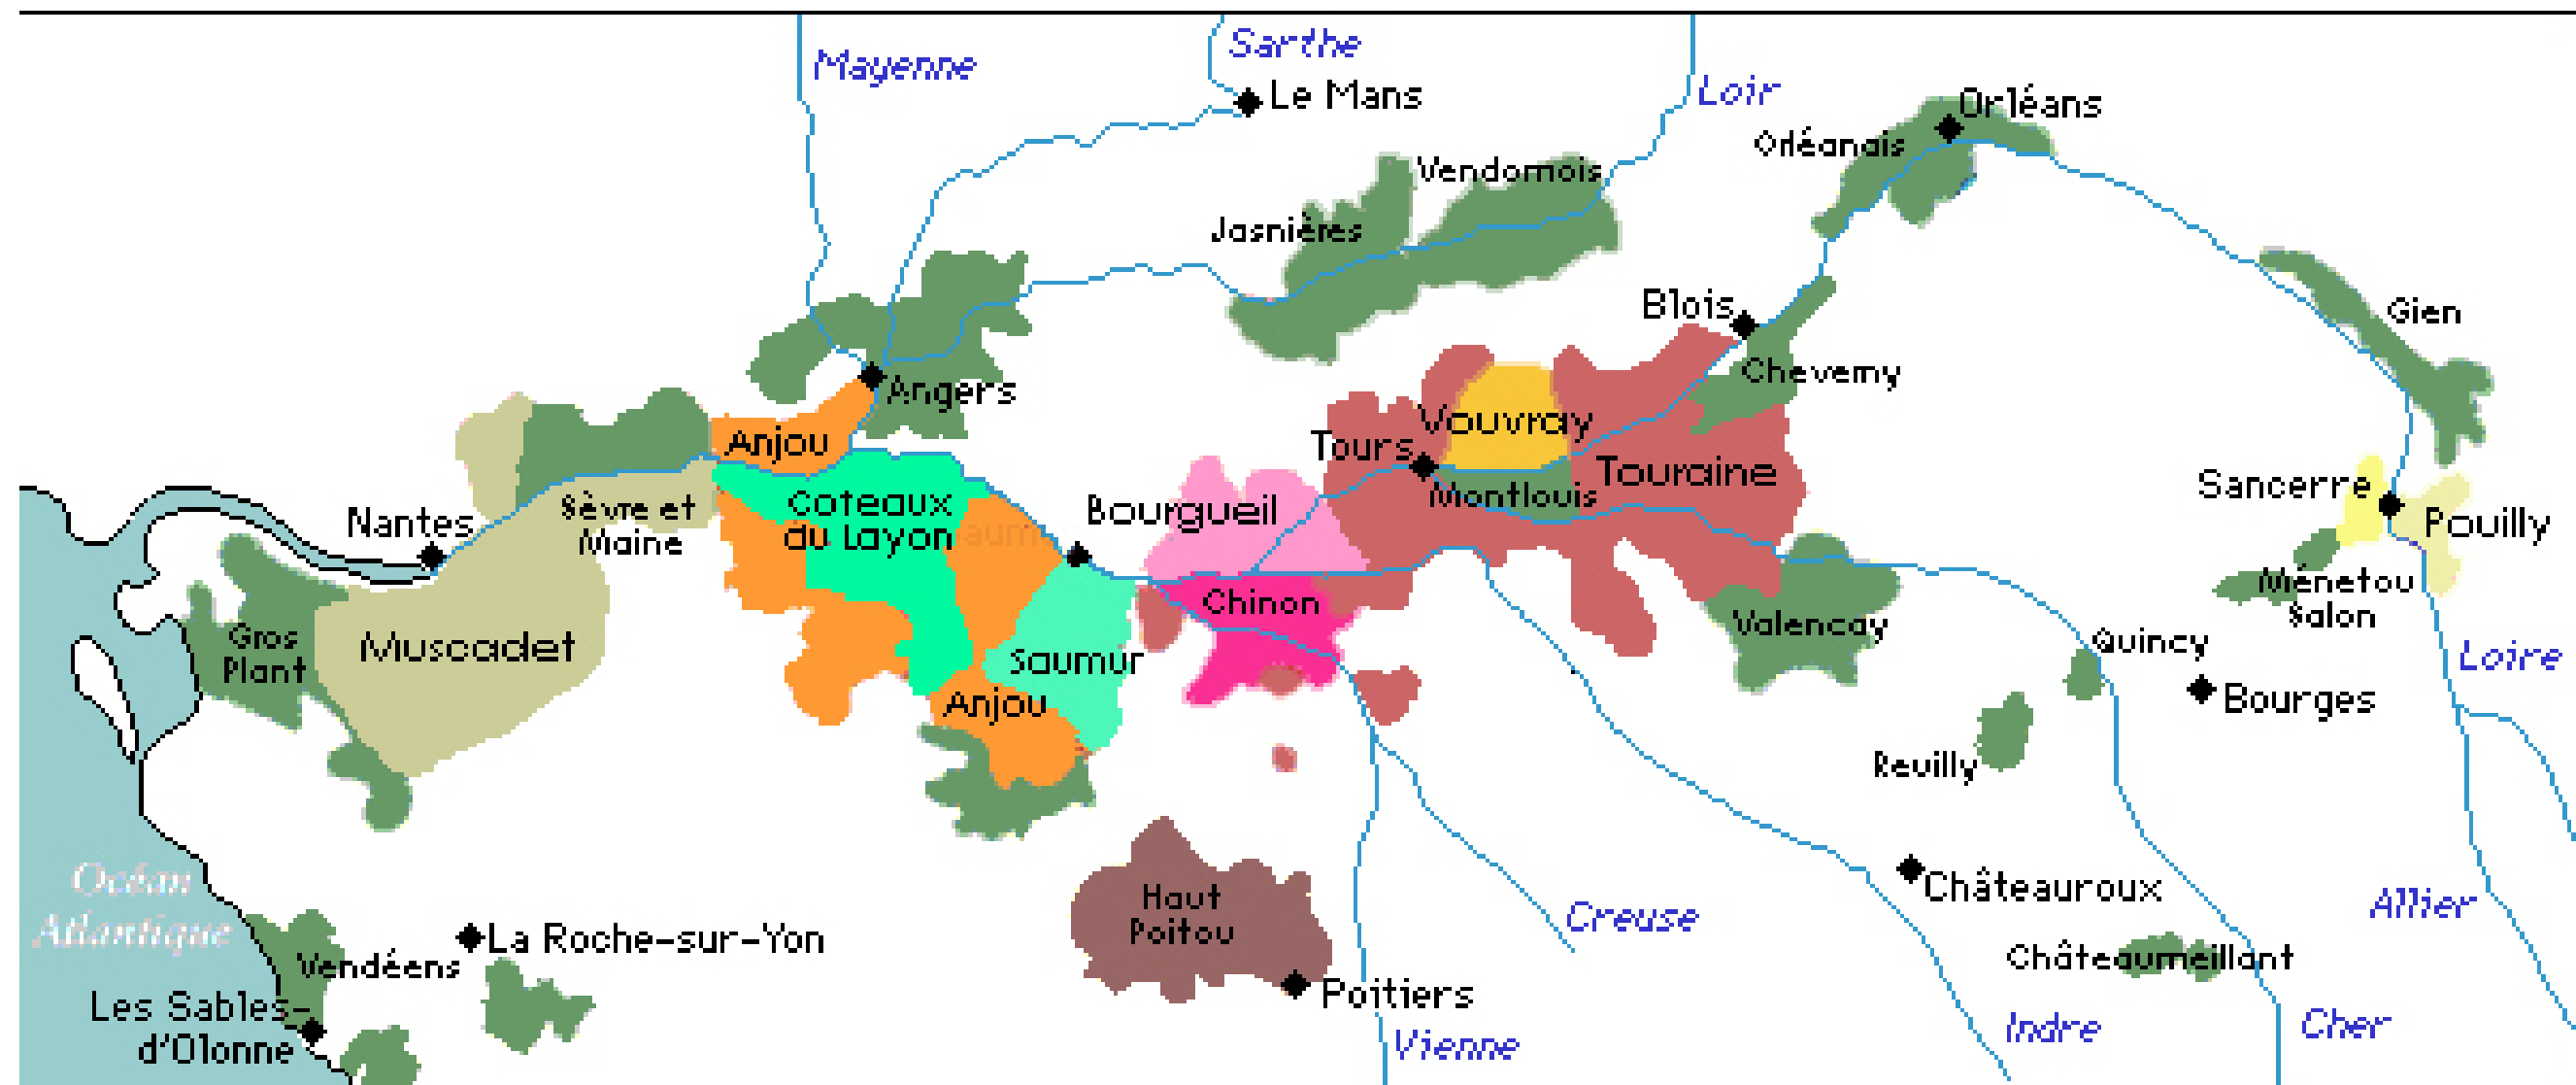 Mayenne
Sarthe
Le Mans
Loir
Orléans
Orléanais
Vendomois
Jasnières
Blois
Gien
Cheverny
Angers
Vouvray
Anjou
Tours
Touraine
Sancerre
Montlouis
Coteaux
du Layon
Saumu
Bourgueil
Sèvre et
Maine
Nantes
Pouilly
Ménetou
Salon
Chinon
Valencay
Gros
Plant
Muscadet
Quincy
Saumur
Loire
Bourges
Anjou
Reuilly
Océan
Atlantique
Haut
Poitou
Châteauroux
Creuse
Allier
La Roche-sur-Yon
Vendéens
Châteaumeillant
Les Sables-
d'Olonne
Poitiers
Vienne
Indre
Cher